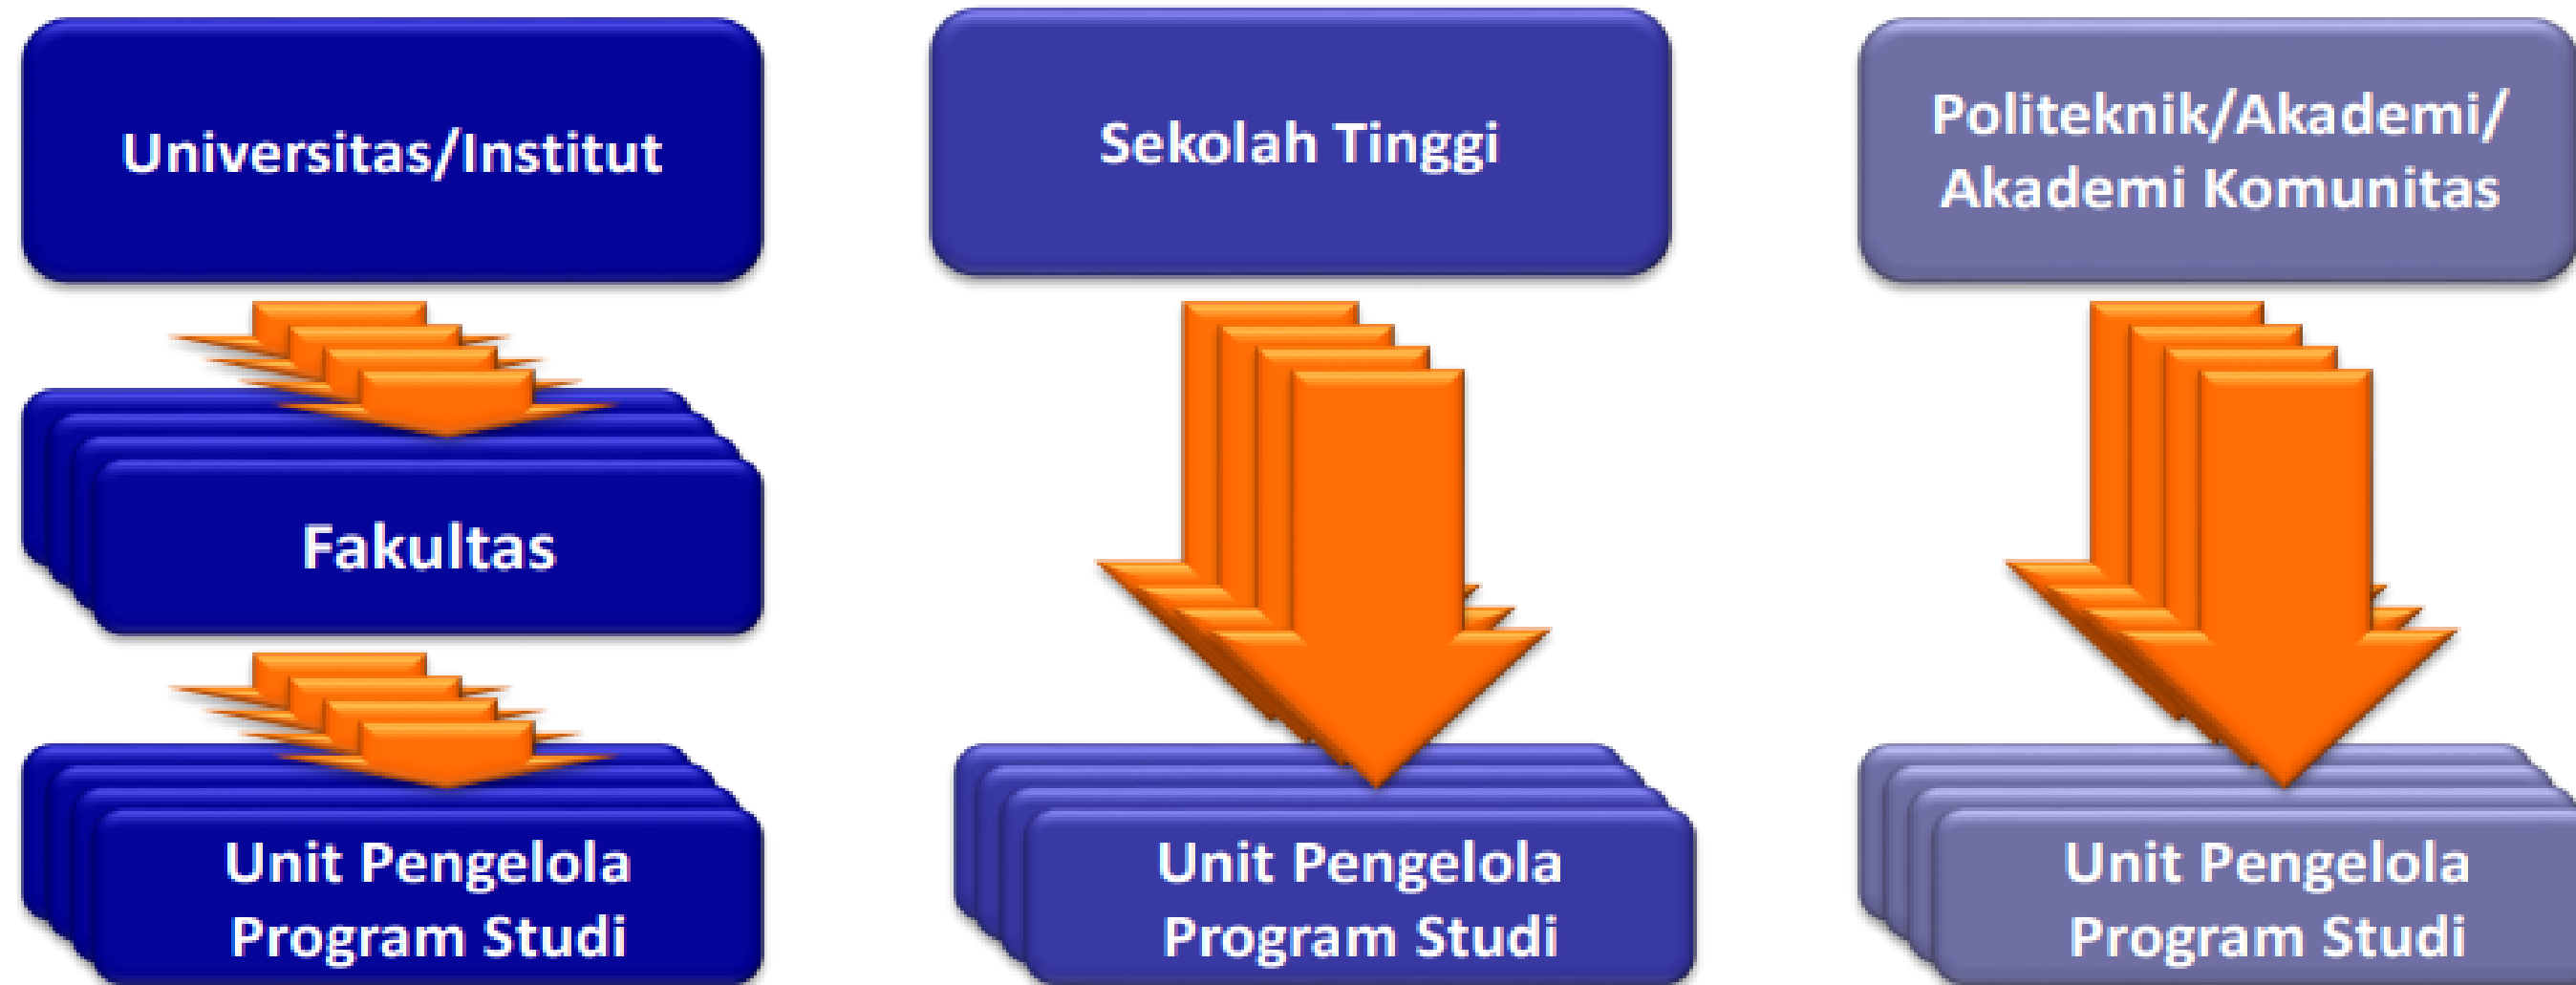 Universitas/Institut
Sekolah Tinggi
Politeknik/Akademi/
Akademi Komunitas
Fakultas
Unit Pengelola
Program Studi
Unit Pengelola
Program Studi
Unit Pengelola
Program Studi